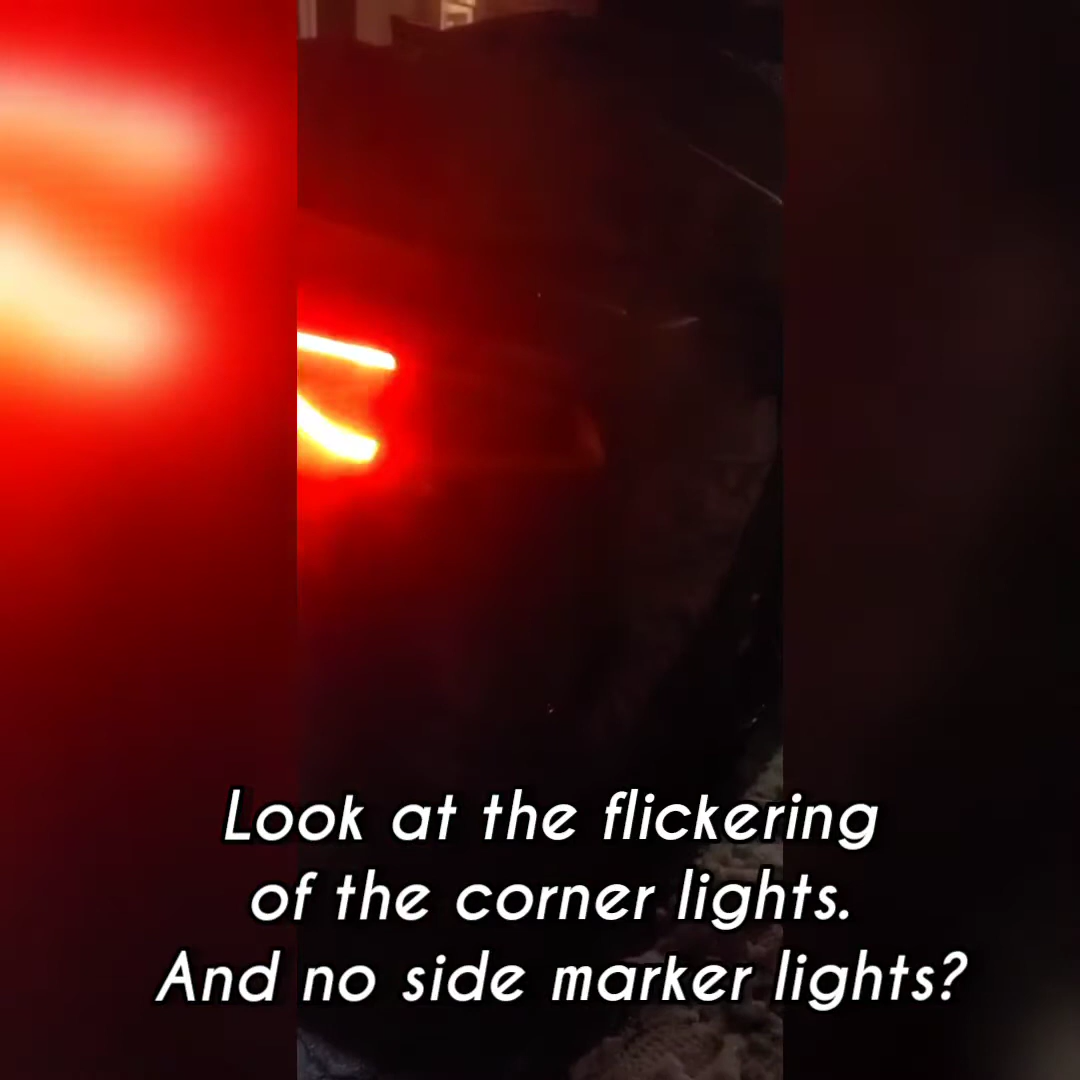 Look at the flickering
of the corner lights.
And no side marker lights?